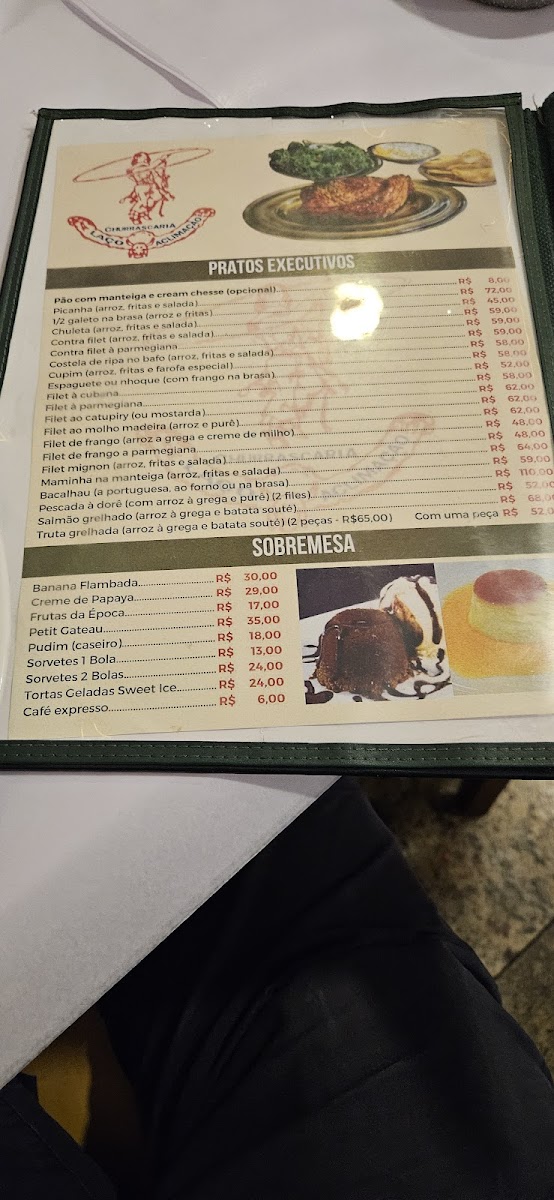 CHURRASCARIA
LAÇO ACLIMAÇÃO
PRATOS EXECUTIVOS
Pão com manteiga e cream chesse (opcional) R$ 8,00
Picanha (arroz, fritas e salada) R$ 72,00
1/2 galeto na brasa (arroz e fritas) R$ 45,00
Chuleta (arroz, fritas e salada) R$ 59,00
Contra filet (arroz, fritas e salada) R$ 59,00
Contra filet à parmegiana R$ 59,00
Costela de ripa no bafo (arroz, fritas e salada) R$ 58,00
Cupim (arroz, fritas e farofa especial) R$ 58,00
Espaguete ou nhoque (com frango na brasa) R$ 52,00
Filet à cubana R$ 58,00
Filet à parmegiana R$ 62,00
Filet ao catupiry (ou mostarda) R$ 62,00
Filet ao molho madeira (arroz e purê) R$ 62,00
Filet de frango (arroz a grega e creme de milho) R$ 48,00
Filet de frango a parmegiana R$ 48,00
Filet mignon (arroz, fritas e salada) R$ 64,00
Maminha na manteiga (arroz, fritas e salada) R$ 59,00
Bacalhau (a portuguesa, ao forno ou na brasa) R$ 110,00
Pescada à dorê (com arroz à grega e purê) (2 files) R$ 52,00
Salmão grelhado (arroz à grega e batata souté) R$ 68,0
Truta grelhada (arroz à grega e batata souté) (2 peças - R$65,00) Com uma peça R$ 52,0
CHURRASCARIA
ACLIMAÇÃO
SOBREMESA
Banana Flambada R$ 30,00
Creme de Papaya R$ 29,00
Frutas da Época R$ 17,00
Petit Gateau R$ 35,00
Pudim (caseiro) R$ 18,00
Sorvetes 1 Bola R$ 13,00
Sorvetes 2 Bolas R$ 24,00
Tortas Geladas Sweet Ice R$ 24,00
Café expresso R$ 6,00